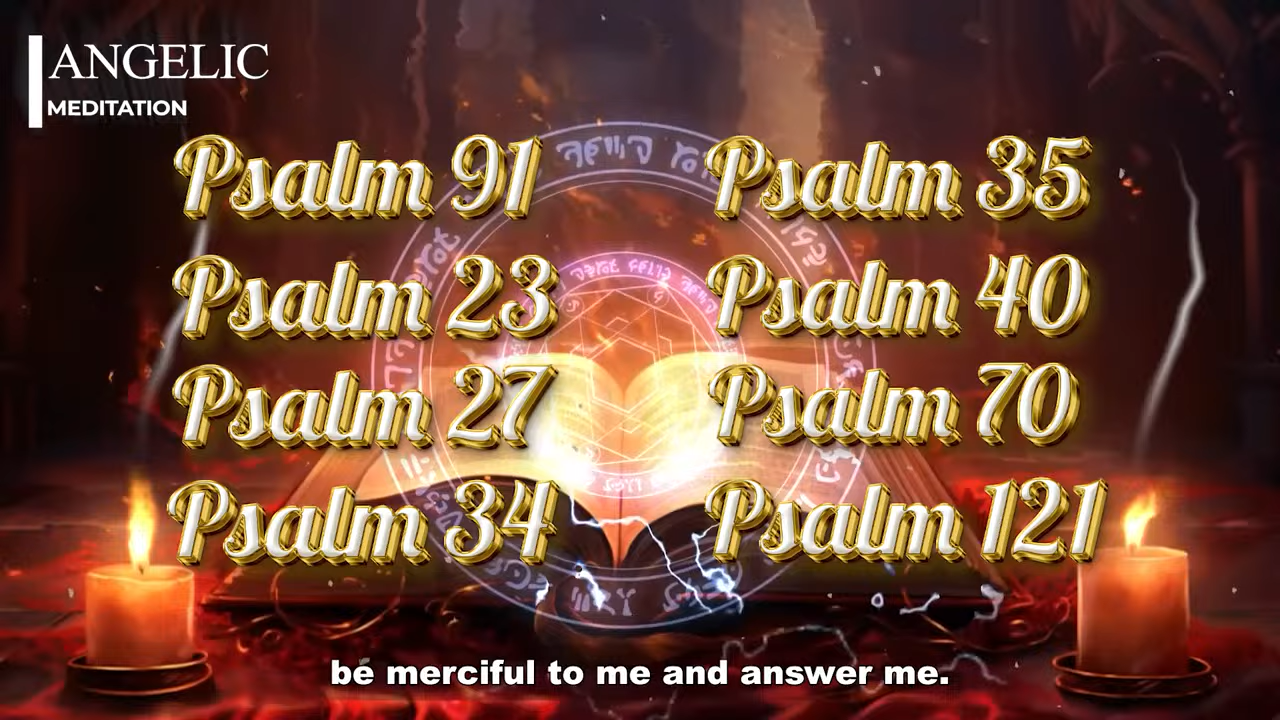 ANGELIC
MEDITATION
Psalm 91
Psalm 23
Psalm 27
Psalm 34
Psalm 35
Psalm 40
Psalm 70
Psalm 121
be merciful to me and answer me.